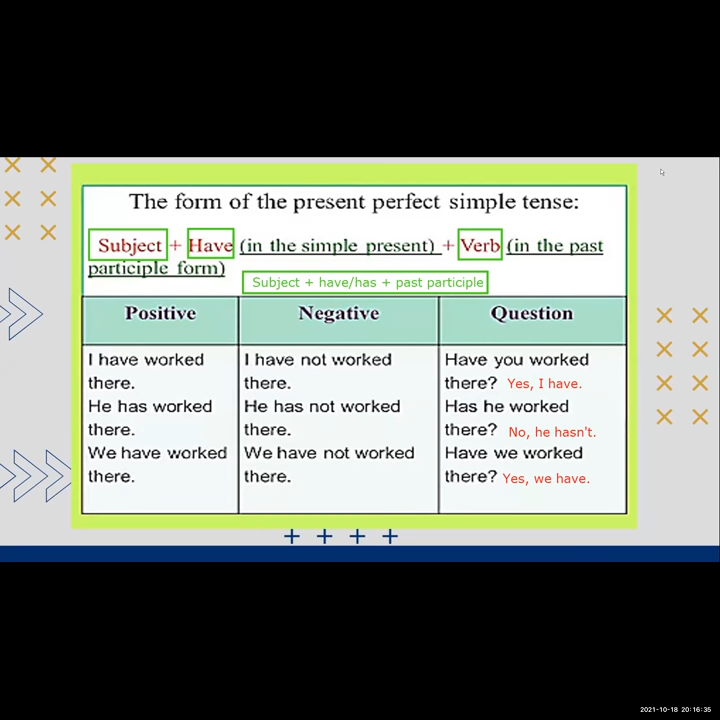 The form of the present perfect simple tense:
Subject + Have (in the simple present) + Verb (in the past
participle form)
Subject + have/has + past participle
Positive
Negative
Question
I have worked
there.
He has worked
there.
We have worked
there.
I have not worked
there.
He has not worked
there.
We have not worked
there.
Have you worked
there? Yes, I have.
Has he worked
there? No, he hasn't.
Have we worked
there? Yes, we have.
2021-10-18 20:16:35